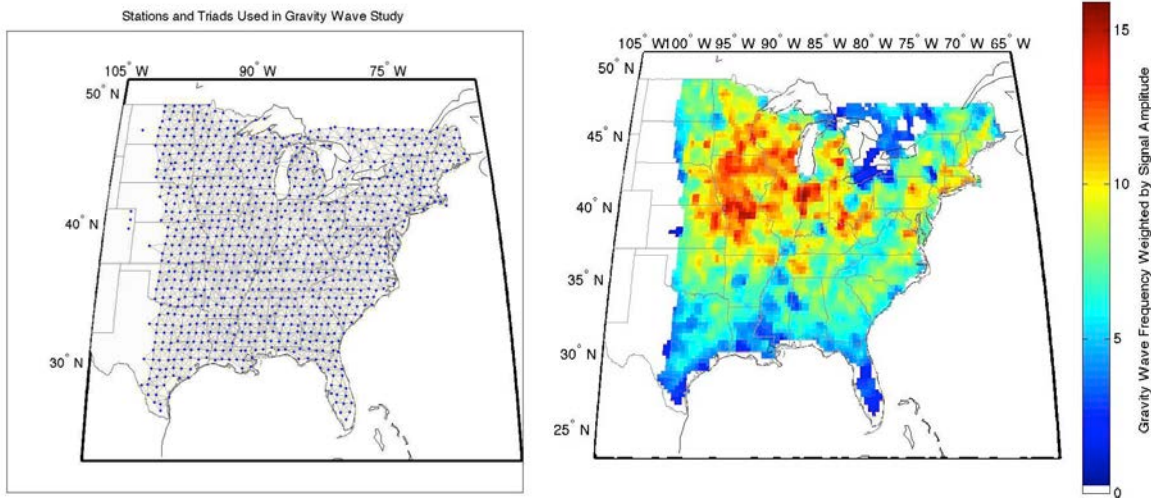 Stations and Triads Used in Gravity Wave Study
105° W
90° W
75° W
50° N
40° N
30° N
105° W
100° W
95° W
90° W
85° W
80° W
75° W
70° W
65° W
50° N
45° N
40° N
35° N
30° N
25° N
15
10
5
0
Gravity Wave Frequency Weighted by Signal Amplitude